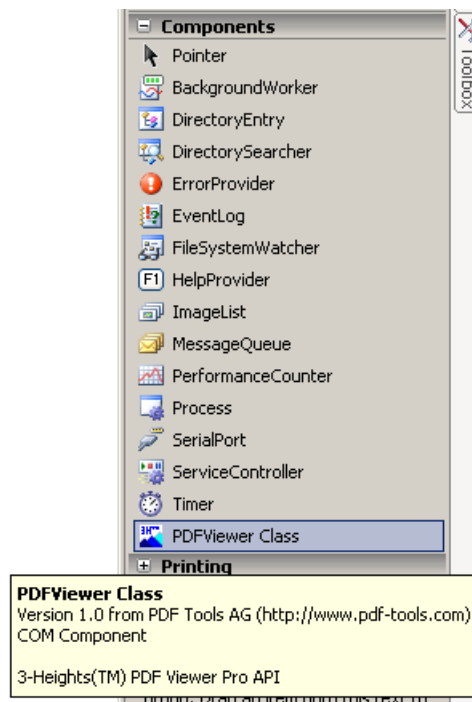 Components
Pointer
Toolbox
BackgroundWorker
DirectoryEntry
DirectorySearcher
ErrorProvider
EventLog
FileSystemWatcher
F1 HelpProvider
ImageList
MessageQueue
PerformanceCounter
Process
SerialPort
ServiceController
Timer
PDFViewer Class
Printing
PDFViewer Class
Version 1.0 from PDF Tools AG (http://www.pdf-tools.com)
COM Component
3-Heights(TM) PDF Viewer Pro API